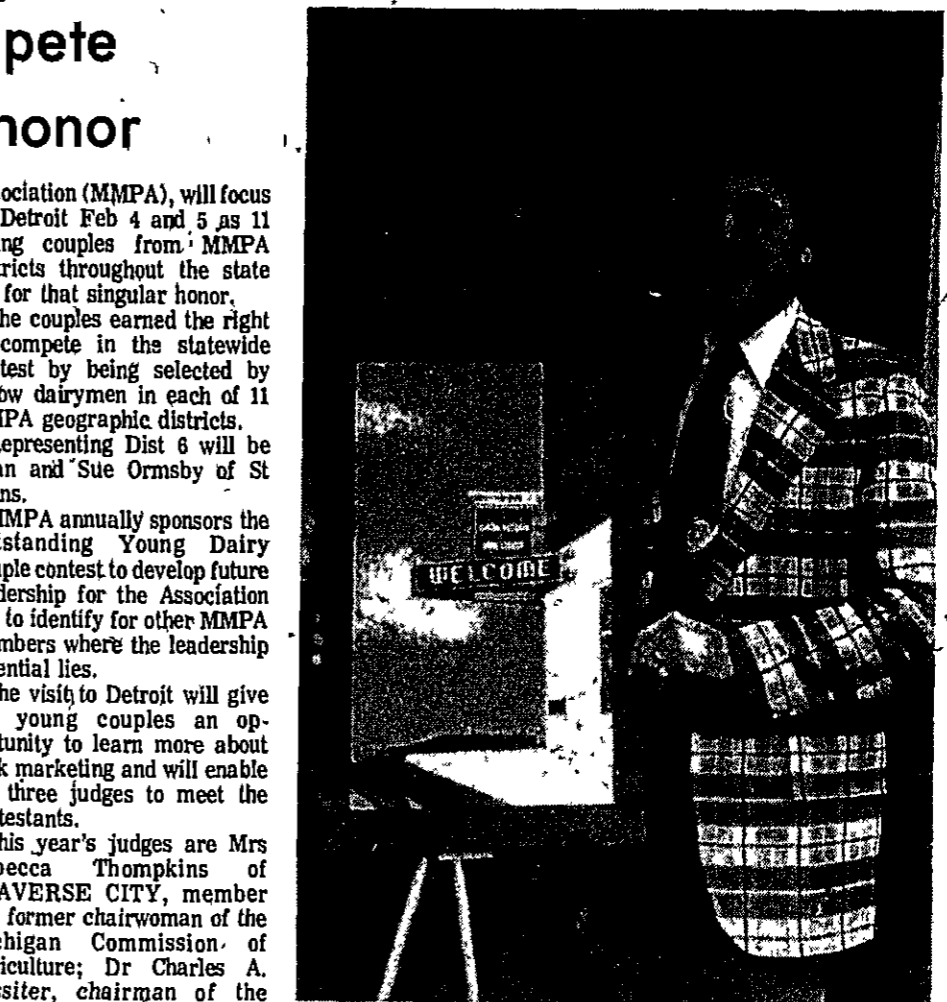 pete
honor
ociation (MMPA), will focus
Detroit Feb 4 and 5 as 11
ng couples from MMPA
ricts throughout the state
for that singular honor.
he couples earned the right
compete in the statewide
test by being selected by
ow dairymen in each of 11
IPA geographic districts.
epresenting Dist 6 will be
an and Sue Ormsby of St
ns.
IMPA annually sponsors the
tstanding Young Dairy
uple contest to develop future
dership for the Association
to identify for other MMPA
mbers where the leadership
ential lies.
he visit to Detroit will give
young couples an op-
tunity to learn more about
k marketing and will enable
three judges to meet the
testants.
his year's judges are Mrs
becca Thompkins of
AVERSE CITY, member
former chairwoman of the
chigan Commission of
iculture; Dr Charles A.
ssiter, chairman of the
WELCOME